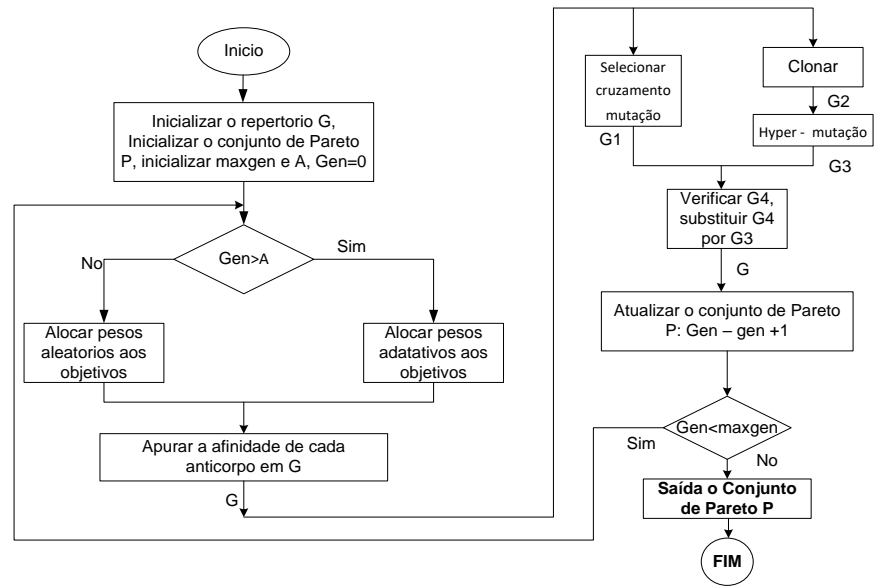 Inicio
Inicializar o repertorio G,
Inicializar o conjunto de Pareto
P, inicializar maxgen e A, Gen=0
Gen>A
No
Sim
Alocar pesos
aleatorios aos
objetivos
Alocar pesos
adatativos aos
objetivos
Apurar a afinidade de cada
anticorpo em G
G
Selecionar
cruzamento
mutação
G1
Clonar
G2
Hyper - mutação
G3
Verificar G4,
substituir G4
por G3
G
Atualizar o conjunto de Pareto
P: Gen – gen +1
Gen<maxgen
Sim
No
Saída o Conjunto
de Pareto P
FIM